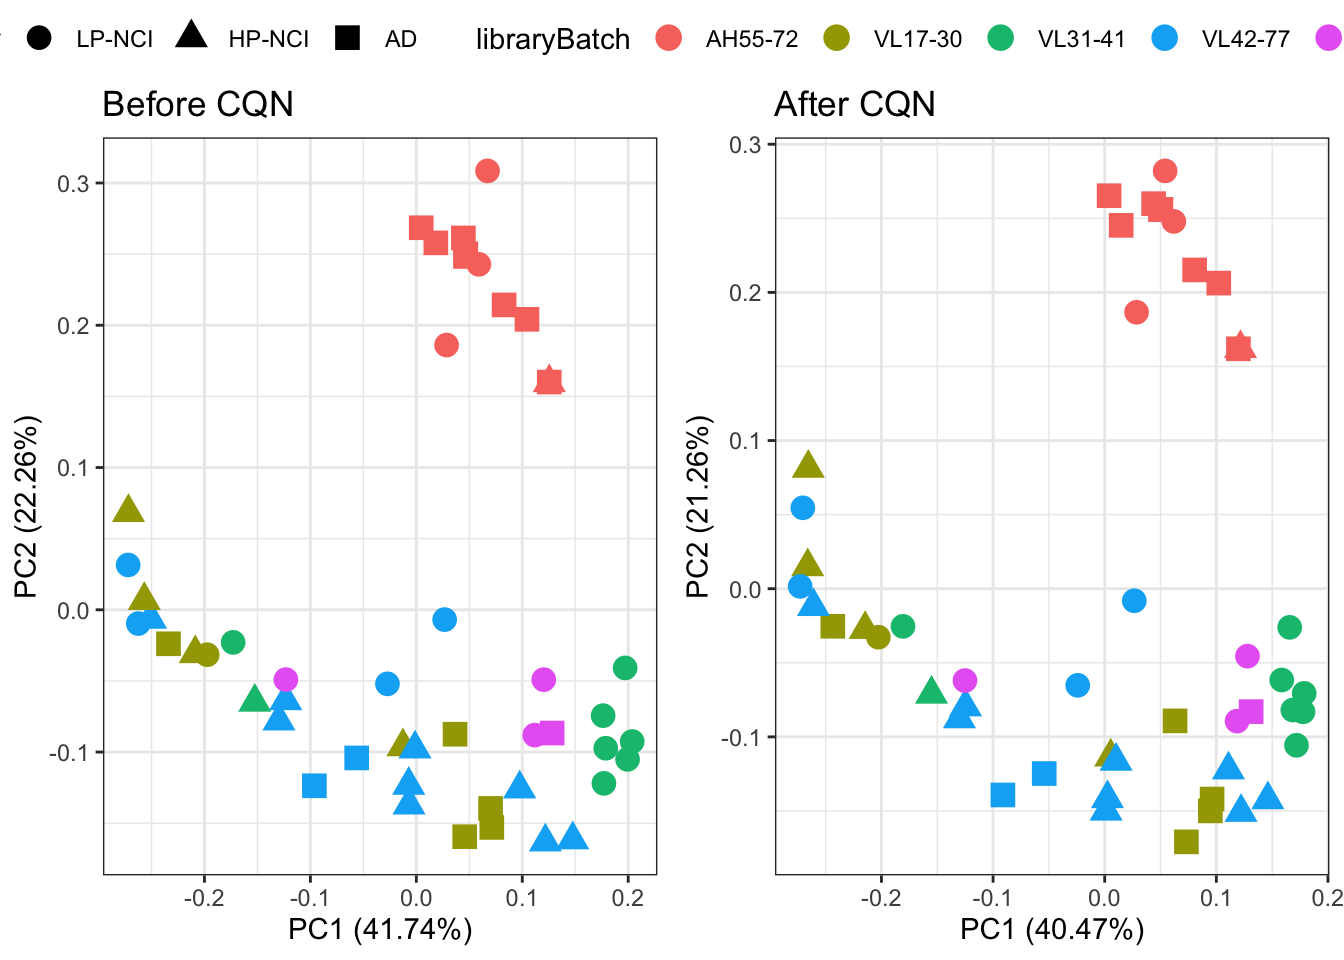 LP-NCI HP-NCI AD libraryBatch AH55-72 VL17-30 VL31-41 VL42-77
Before CQN
0.3
0.2
0.1
0.0
-0.1
PC2 (22.26%)
-0.2 -0.1 0.0 0.1 0.2
PC1 (41.74%)
After CQN
0.3
0.2
0.1
0.0
-0.1
PC2 (21.26%)
-0.2 -0.1 0.0 0.1 0.2
PC1 (40.47%)